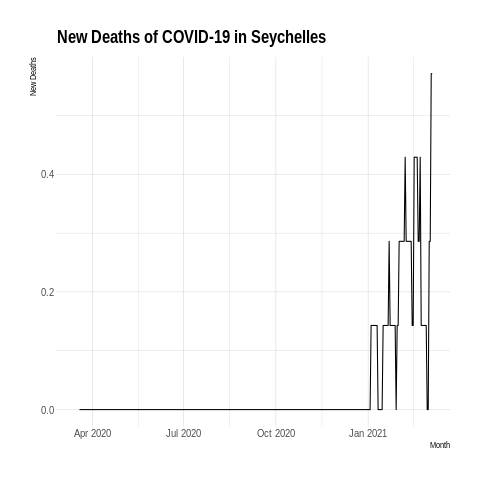 New Deaths of COVID-19 in Seychelles
New Deaths
0.4
0.2
0.0
Apr 2020 Jul 2020 Oct 2020 Jan 2021
Month